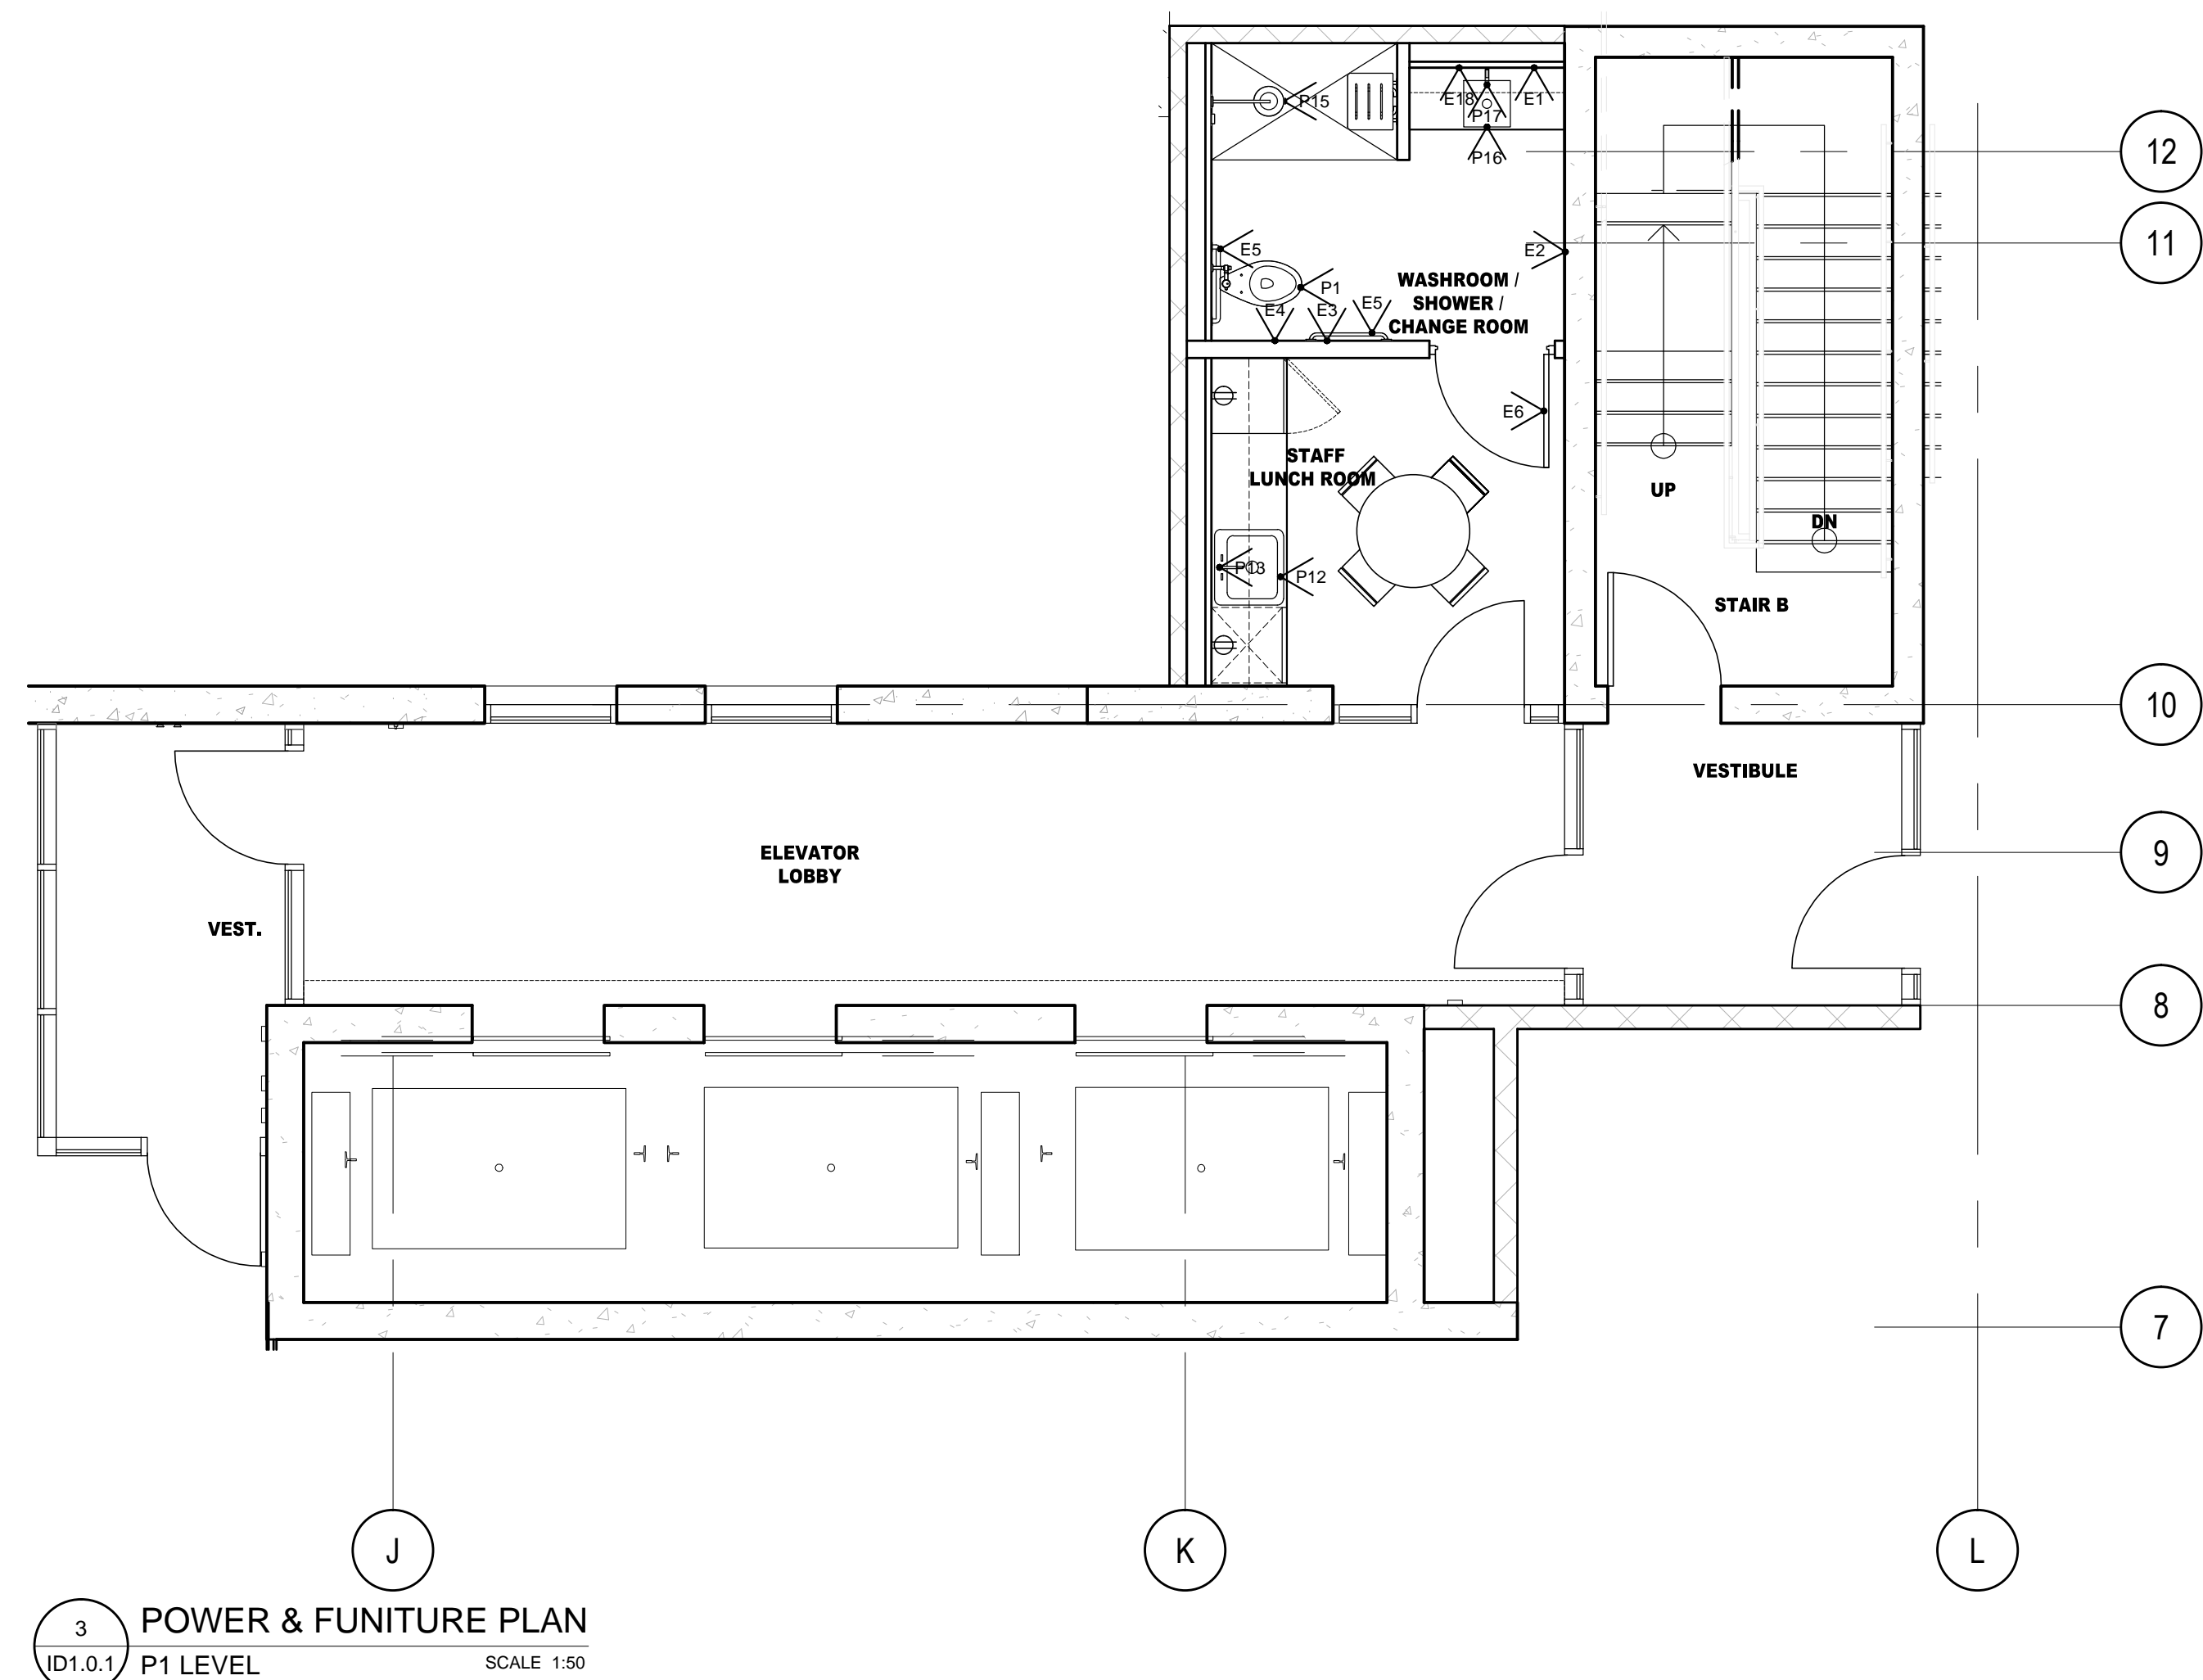 P15
E18
P17
E1
P16
12
11
E5
E2
P1
WASHROOM /
SHOWER /
CHANGE ROOM
E4
E3
E5
E6
STAFF
LUNCH ROOM
UP
DN
P13
P12
STAIR B
10
VESTIBULE
9
ELEVATOR
LOBBY
VEST.
8
7
J
K
L
3
POWER & FUNITURE PLAN
ID1.0.1
P1 LEVEL
SCALE 1:50